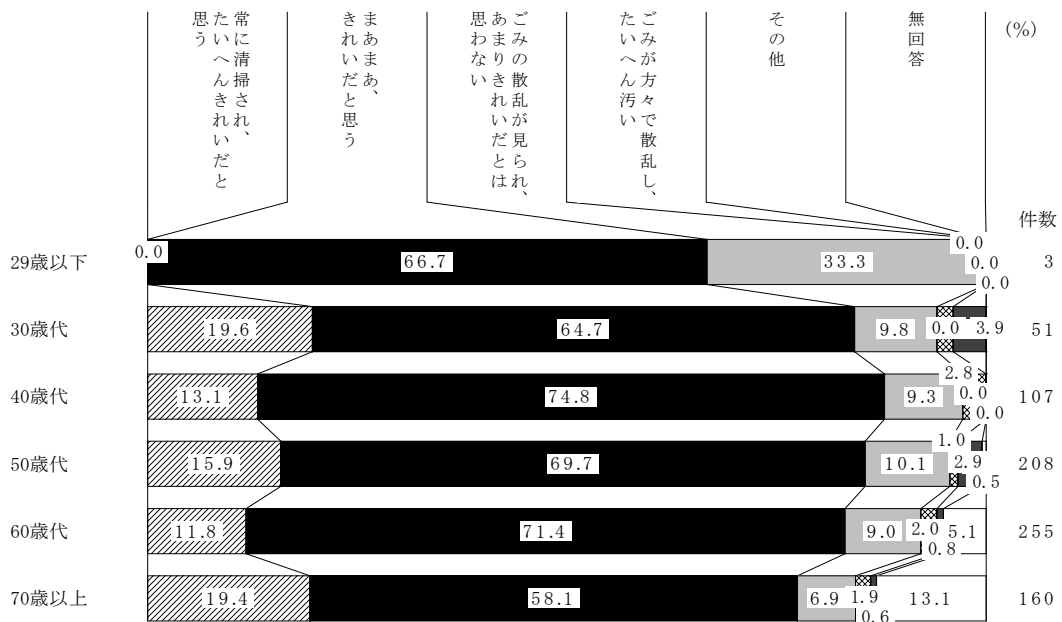 常に清掃され、
たいへんきれいだと
思う
まあまあ、
きれいだと思う
ごみの散乱が見られ、
あまりきれいだとは
思わない
ごみが方々で散乱し、
たいへん汚い
その他
無回答
(%)
件数
29歳以下
0.0
66.7
33.3
0.0
0.0
0.0
3
30歳代
19.6
64.7
9.8
0.0
3.9
51
40歳代
13.1
74.8
9.3
2.8
0.0
0.0
107
50歳代
15.9
69.7
10.1
1.0
2.9
0.5
208
60歳代
11.8
71.4
9.0
2.0
0.8
5.1
255
70歳以上
19.4
58.1
6.9
1.9
0.6
13.1
160